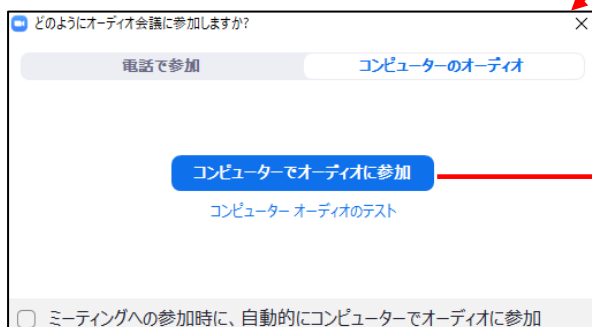 どのようにオーディオ会議に参加しますか?
電話で参加
コンピューターのオーディオ
コンピューターでオーディオに参加
コンピューター オーディオのテスト
ミーティングへの参加時に、自動的にコンピューターでオーディオに参加